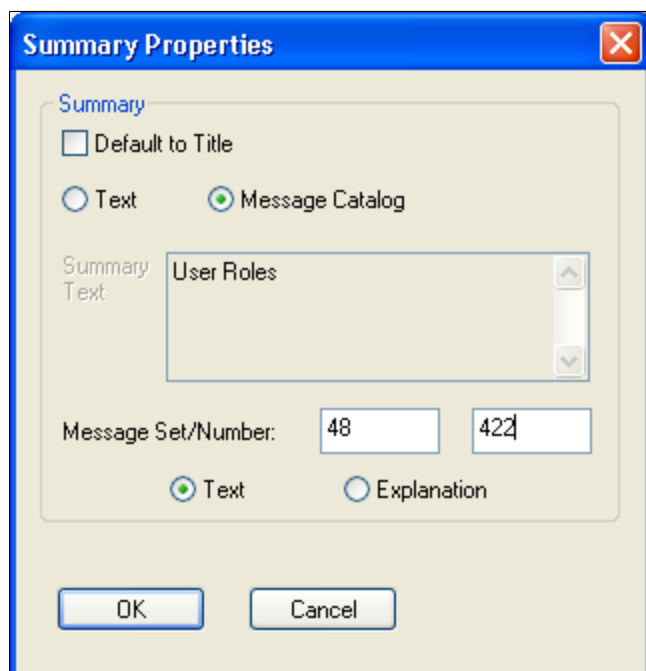 Summary Properties
Summary
Default to Title
Text Message Catalog
Summary User Roles
Text
Message Set/Number: 48 422
Text Explanation
OK Cancel